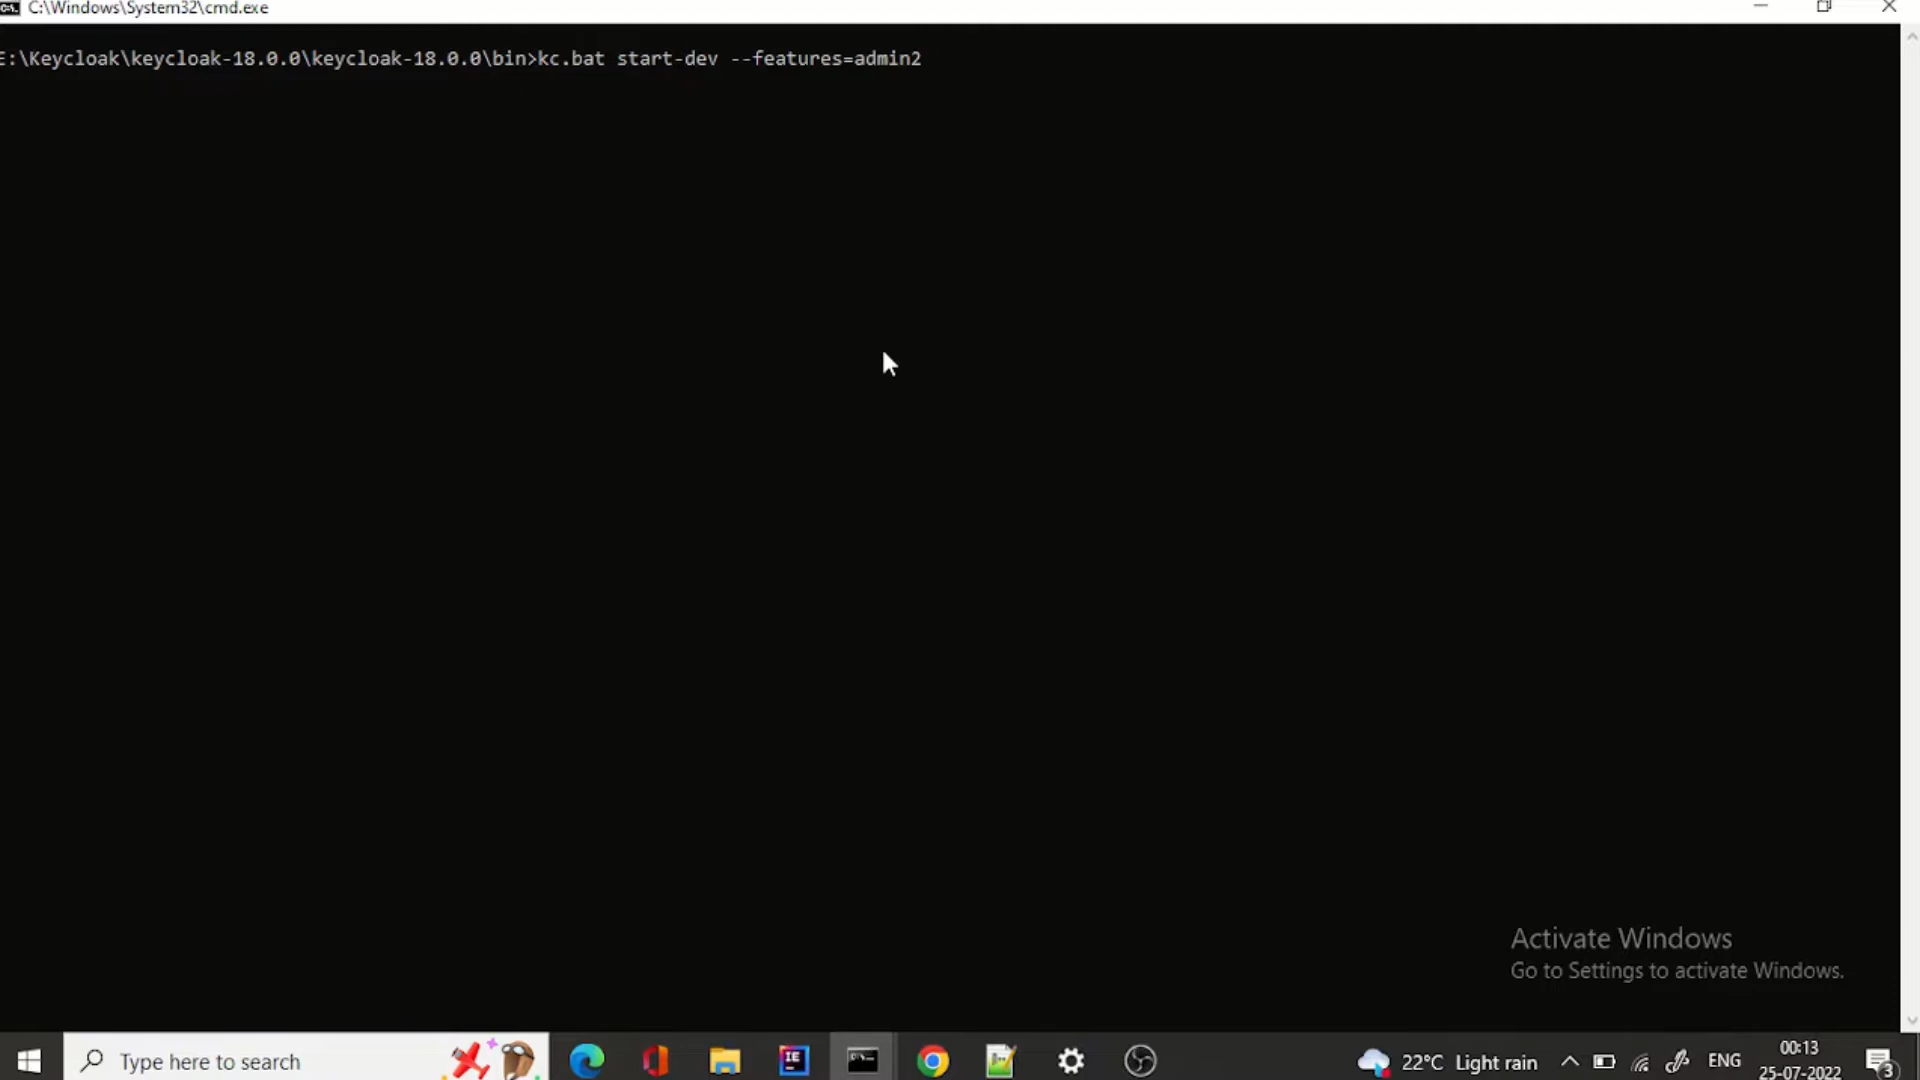 C:\Windows\System32\cmd.exe
E:\Keycloak\keycloak-18.0.0\keycloak-18.0.0\bin>kc.bat start-dev --features=admin2
Activate Windows
Go to Settings to activate Windows.
Type here to search
22°C Light rain
ENG
00:13
25-07-2022
3